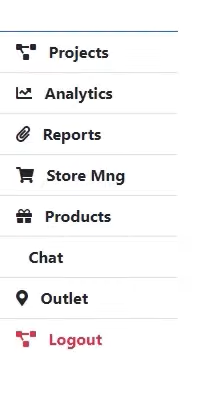 Projects
Analytics
Reports
Store Mng
Products
Chat
Outlet
Logout